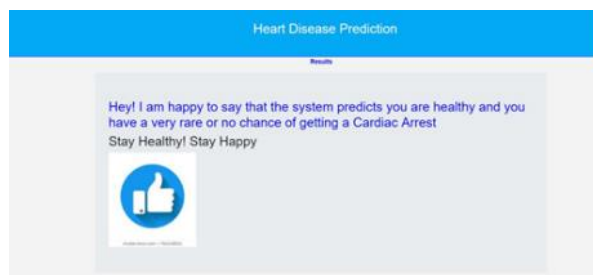 Heart Disease Prediction
Results
Hey! I am happy to say that the system predicts you are healthy and you
have a very rare or no chance of getting a Cardiac Arrest
Stay Healthy! Stay Happy